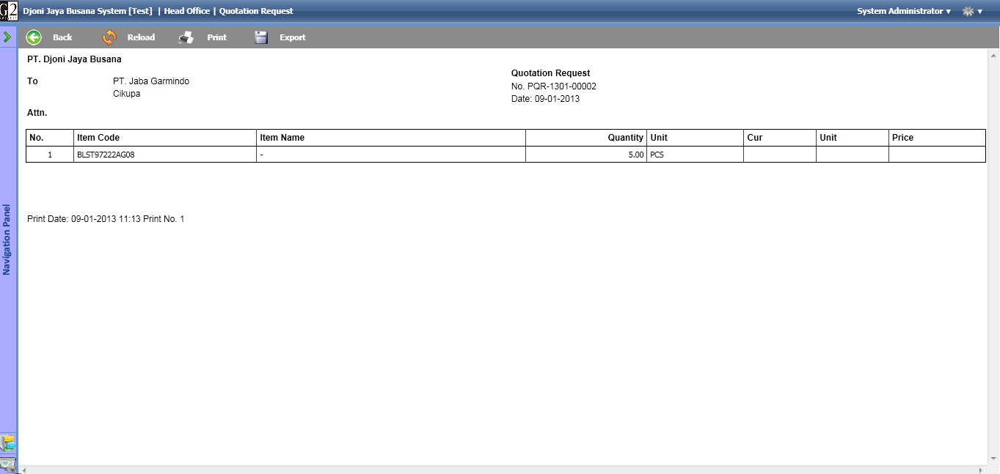 G2
Djoni Jaya Busana System [Test] | Head Office | Quotation Request
System Administrator ▼
Back Reload Print Export
Navigation Panel
PT. Djoni Jaya Busana
To PT. Jaba Garmindo
Cikupa
Attn.
Quotation Request
No. PQR-1301-00002
Date: 09-01-2013
No. Item Code Item Name Quantity Unit Cur Unit Price
1 BLST97222AG08 - 5.00 PCS
Print Date: 09-01-2013 11:13 Print No. 1